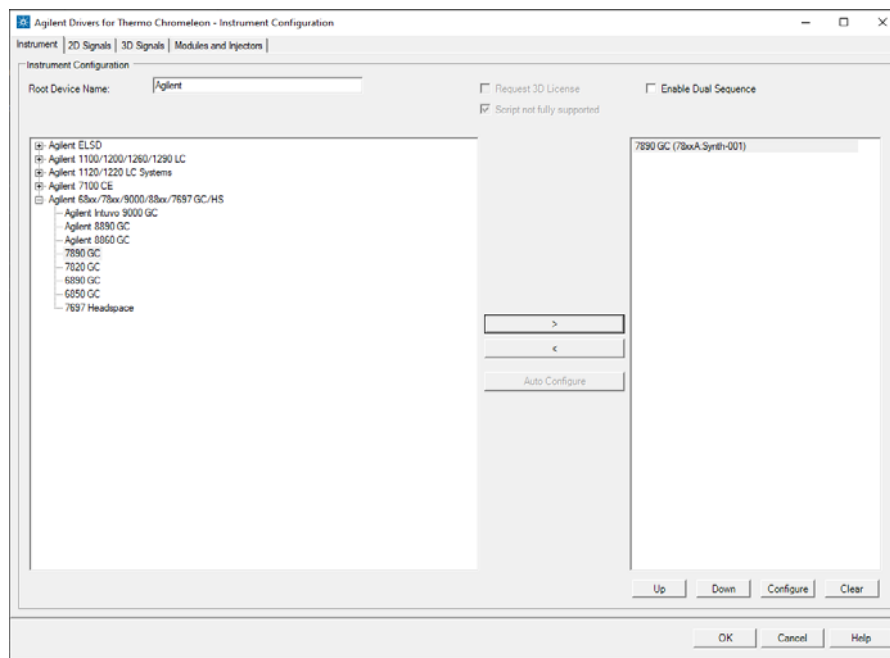 Agilent Drivers for Thermo Chromeleon - Instrument Configuration
Instrument 2D Signals 3D Signals Modules and Injectors
Instrument Configuration
Root Device Name: Agilent Request 3D License Enable Dual Sequence
Script not fully supported
Agilent ELSD 7890 GC (78xxA:Synth-001)
Agilent 1100/1200/1260/1290 LC
Agilent 1120/1220 LC Systems
Agilent 7100 CE
Agilent 68xx/78xx/9000/88xx/7697 GC/HS
Agilent Intuvo 9000 GC
Agilent 8890 GC
Agilent 8860 GC
7890 GC
7820 GC
6890 GC
6850 GC
7697 Headspace
>
<
Auto Configure
Up Down Configure Clear
OK Cancel Help